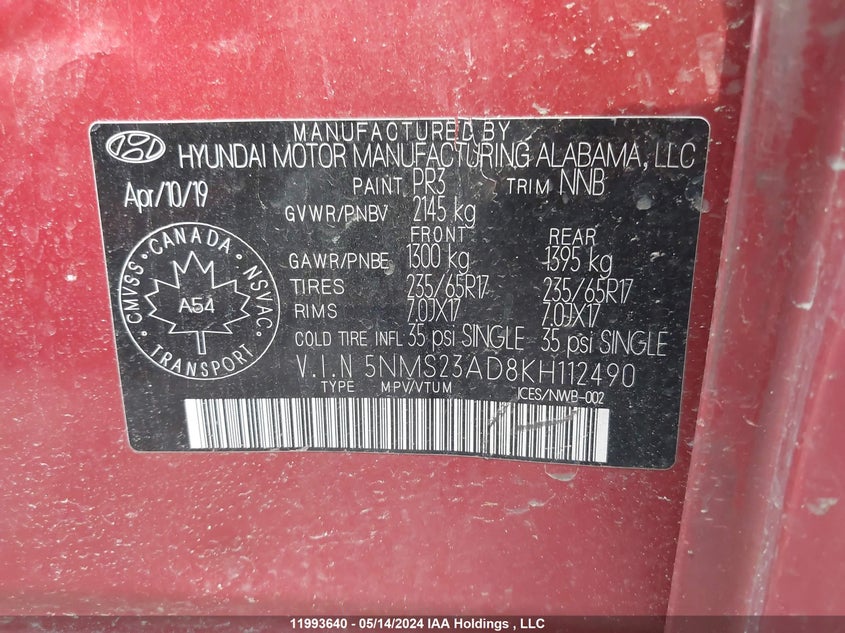 MANUFACTURED BY
HYUNDAI MOTOR MANUFACTURING ALABAMA, LLC
Apr/10/19
PAINT PR3 TRIM NNB
GVWR/PNBV 2145 kg
FRONT REAR
GAWR/PNBE 1300 kg 1395 kg
TIRES 235/65R17 235/65R17
RIMS 7.0JX17 7.0JX17
COLD TIRE INFL 35 psi SINGLE 35 psi SINGLE
V.I.N 5NMS23AD8KH112490
TYPE MPV/VTUM
ICES/NWB-002
CMVSS • CANADA • NSVAC
A54
TRANSPORT
11993640 - 05/14/2024 IAA Holdings , LLC